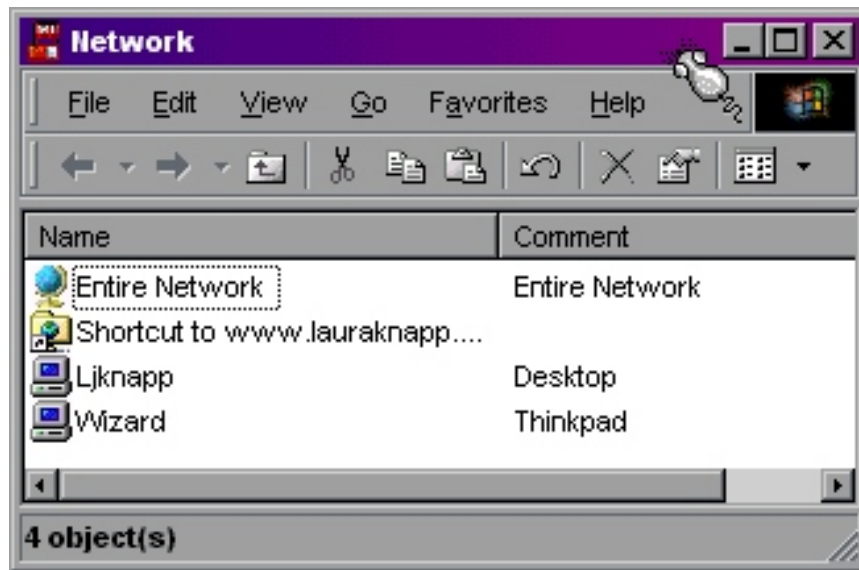 Network
File Edit View Go Favorites Help
Name Comment
Entire Network Entire Network
Shortcut to www.lauraknapp....
Ljknapp Desktop
Wizard Thinkpad
4 object(s)